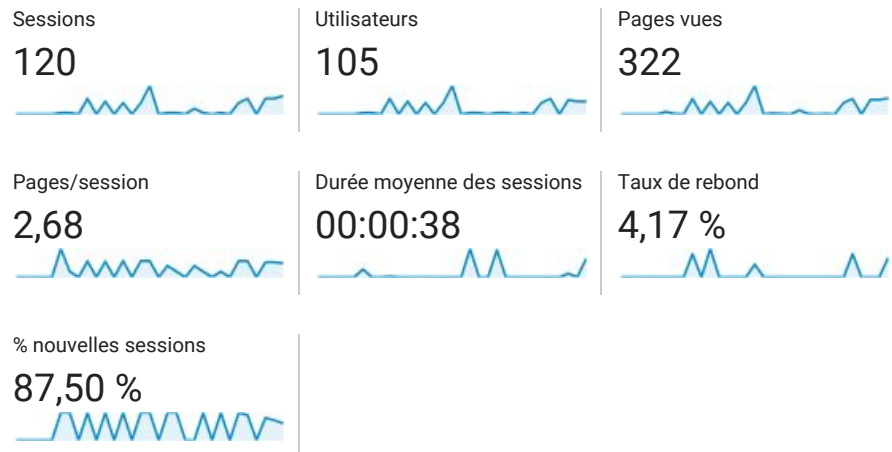 Sessions
120
Utilisateurs
105
Pages vues
322
Pages/session
2,68
Durée moyenne des sessions
00:00:38
Taux de rebond
4,17 %
% nouvelles sessions
87,50 %